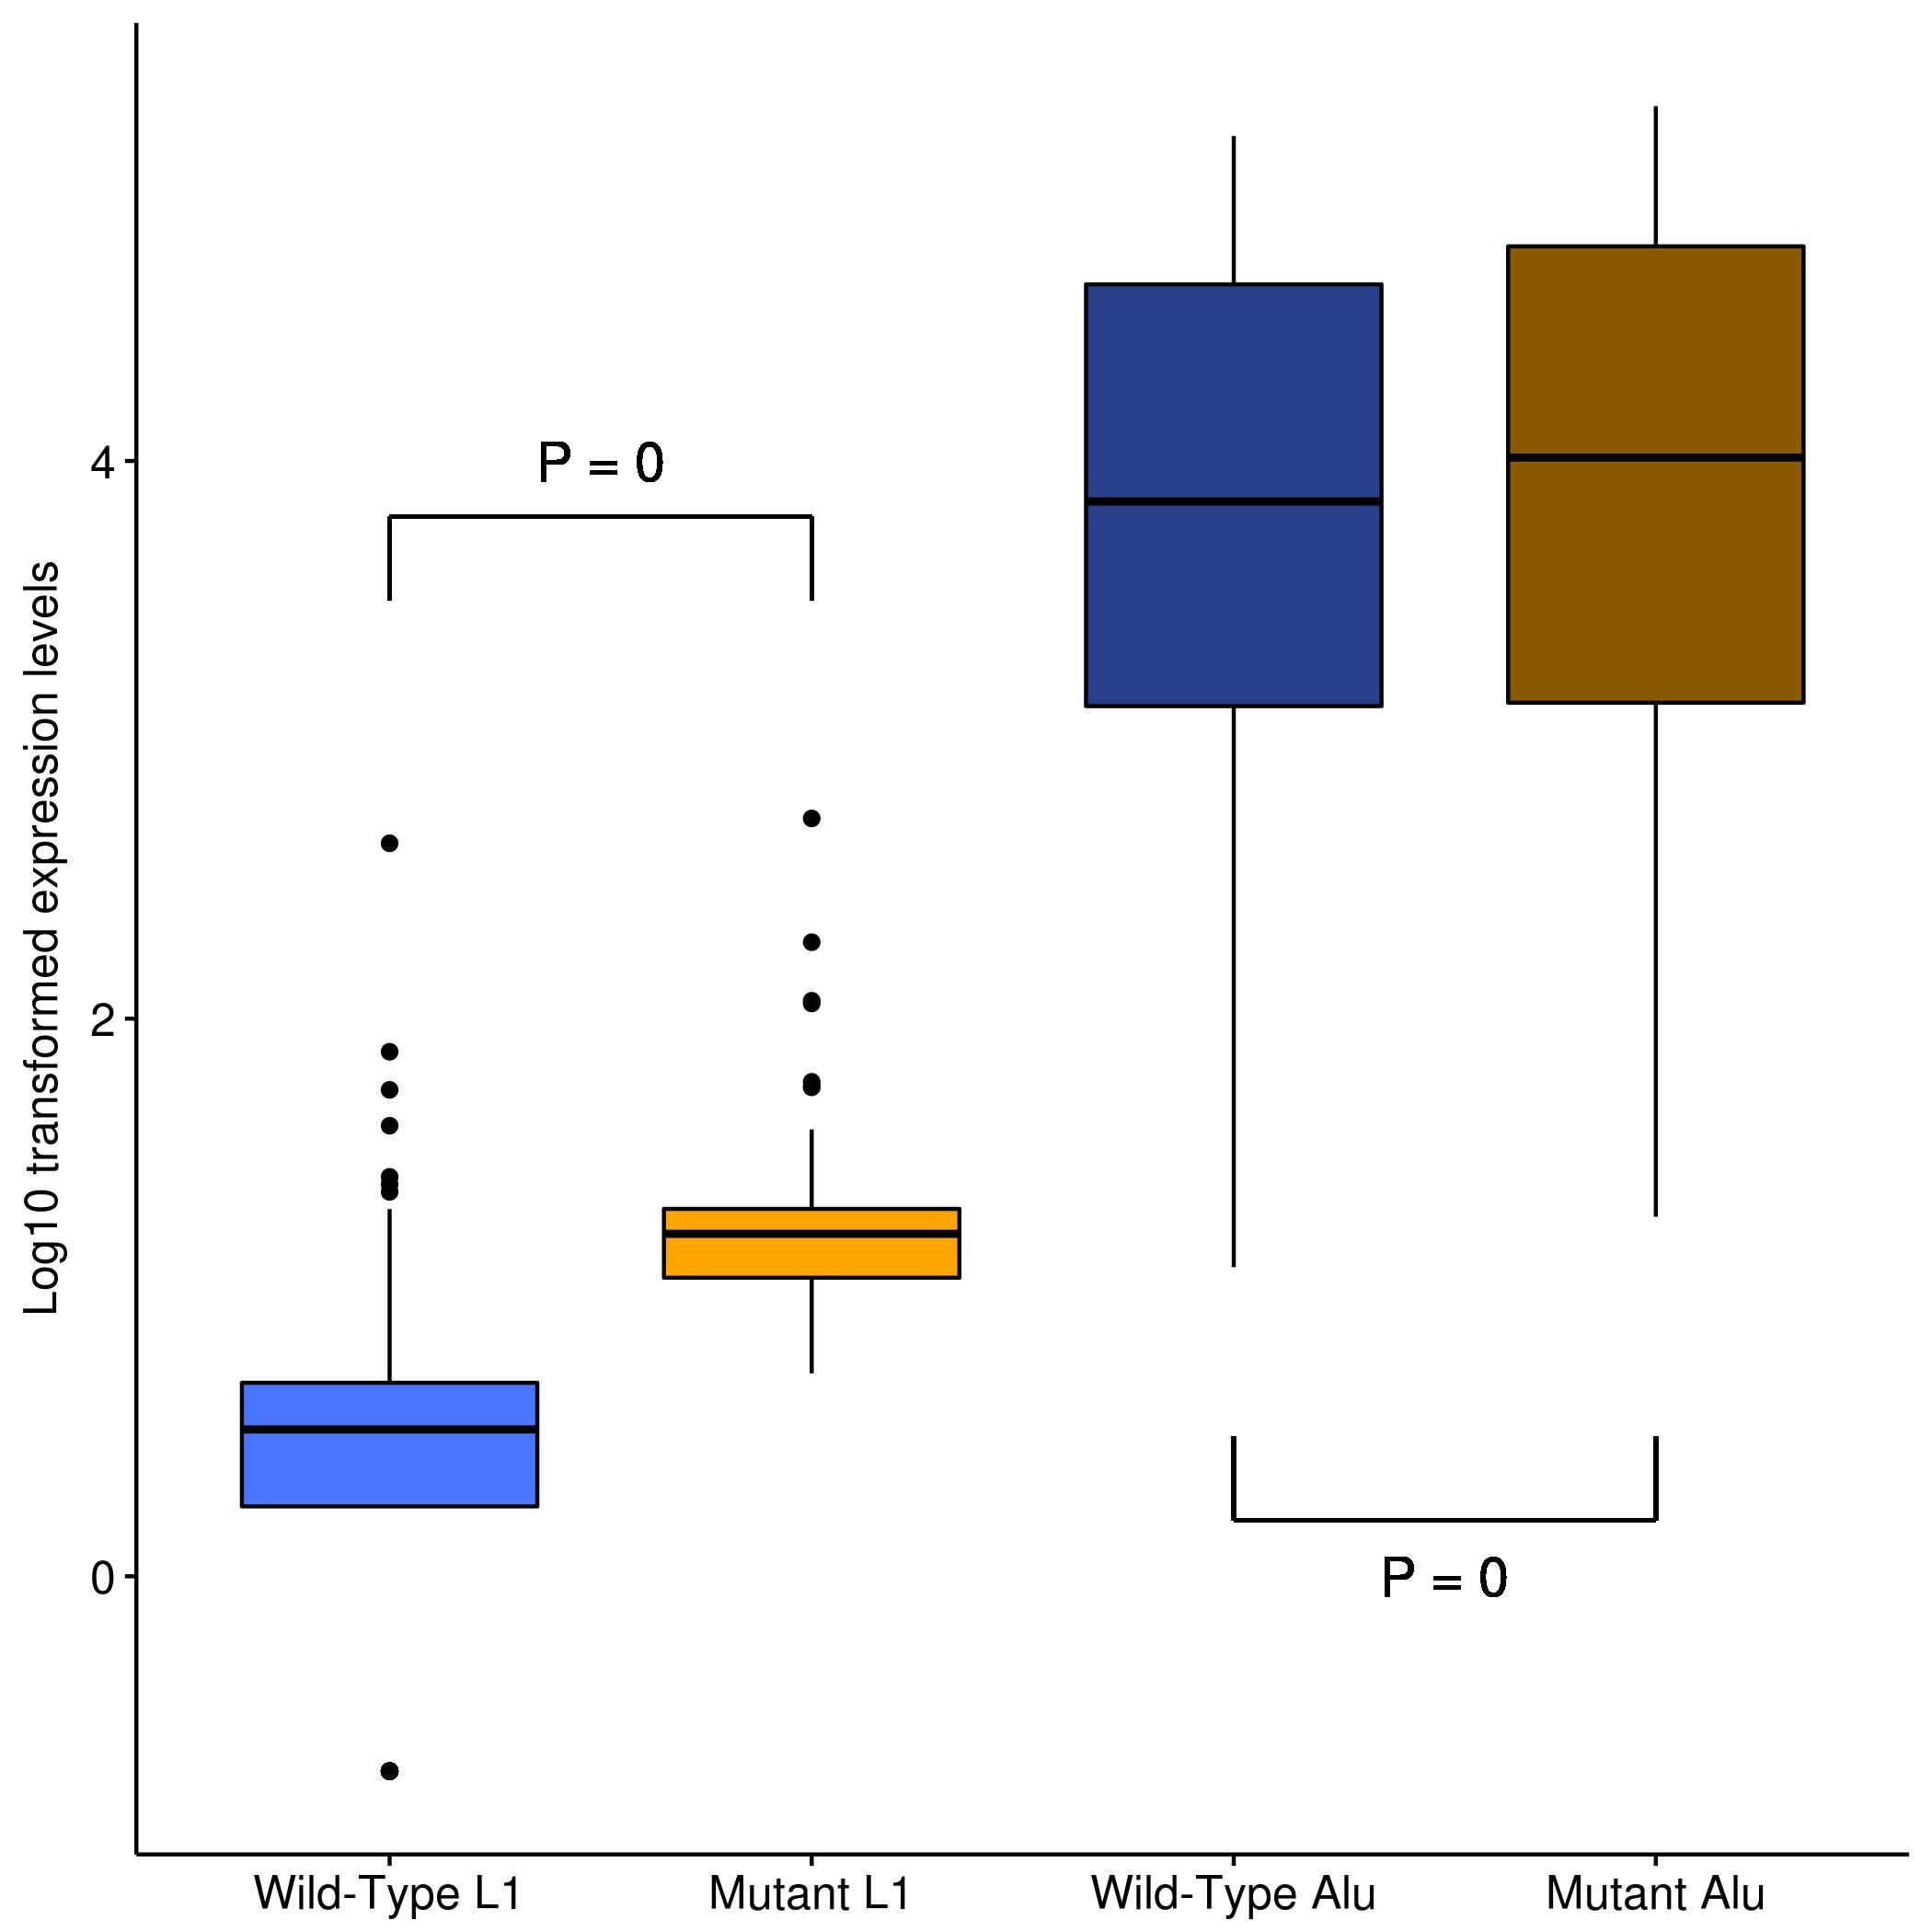 Log10 transformed expression levels
4
2
0
P = 0
P = 0
Wild-Type L1
Mutant L1
Wild-Type Alu
Mutant Alu